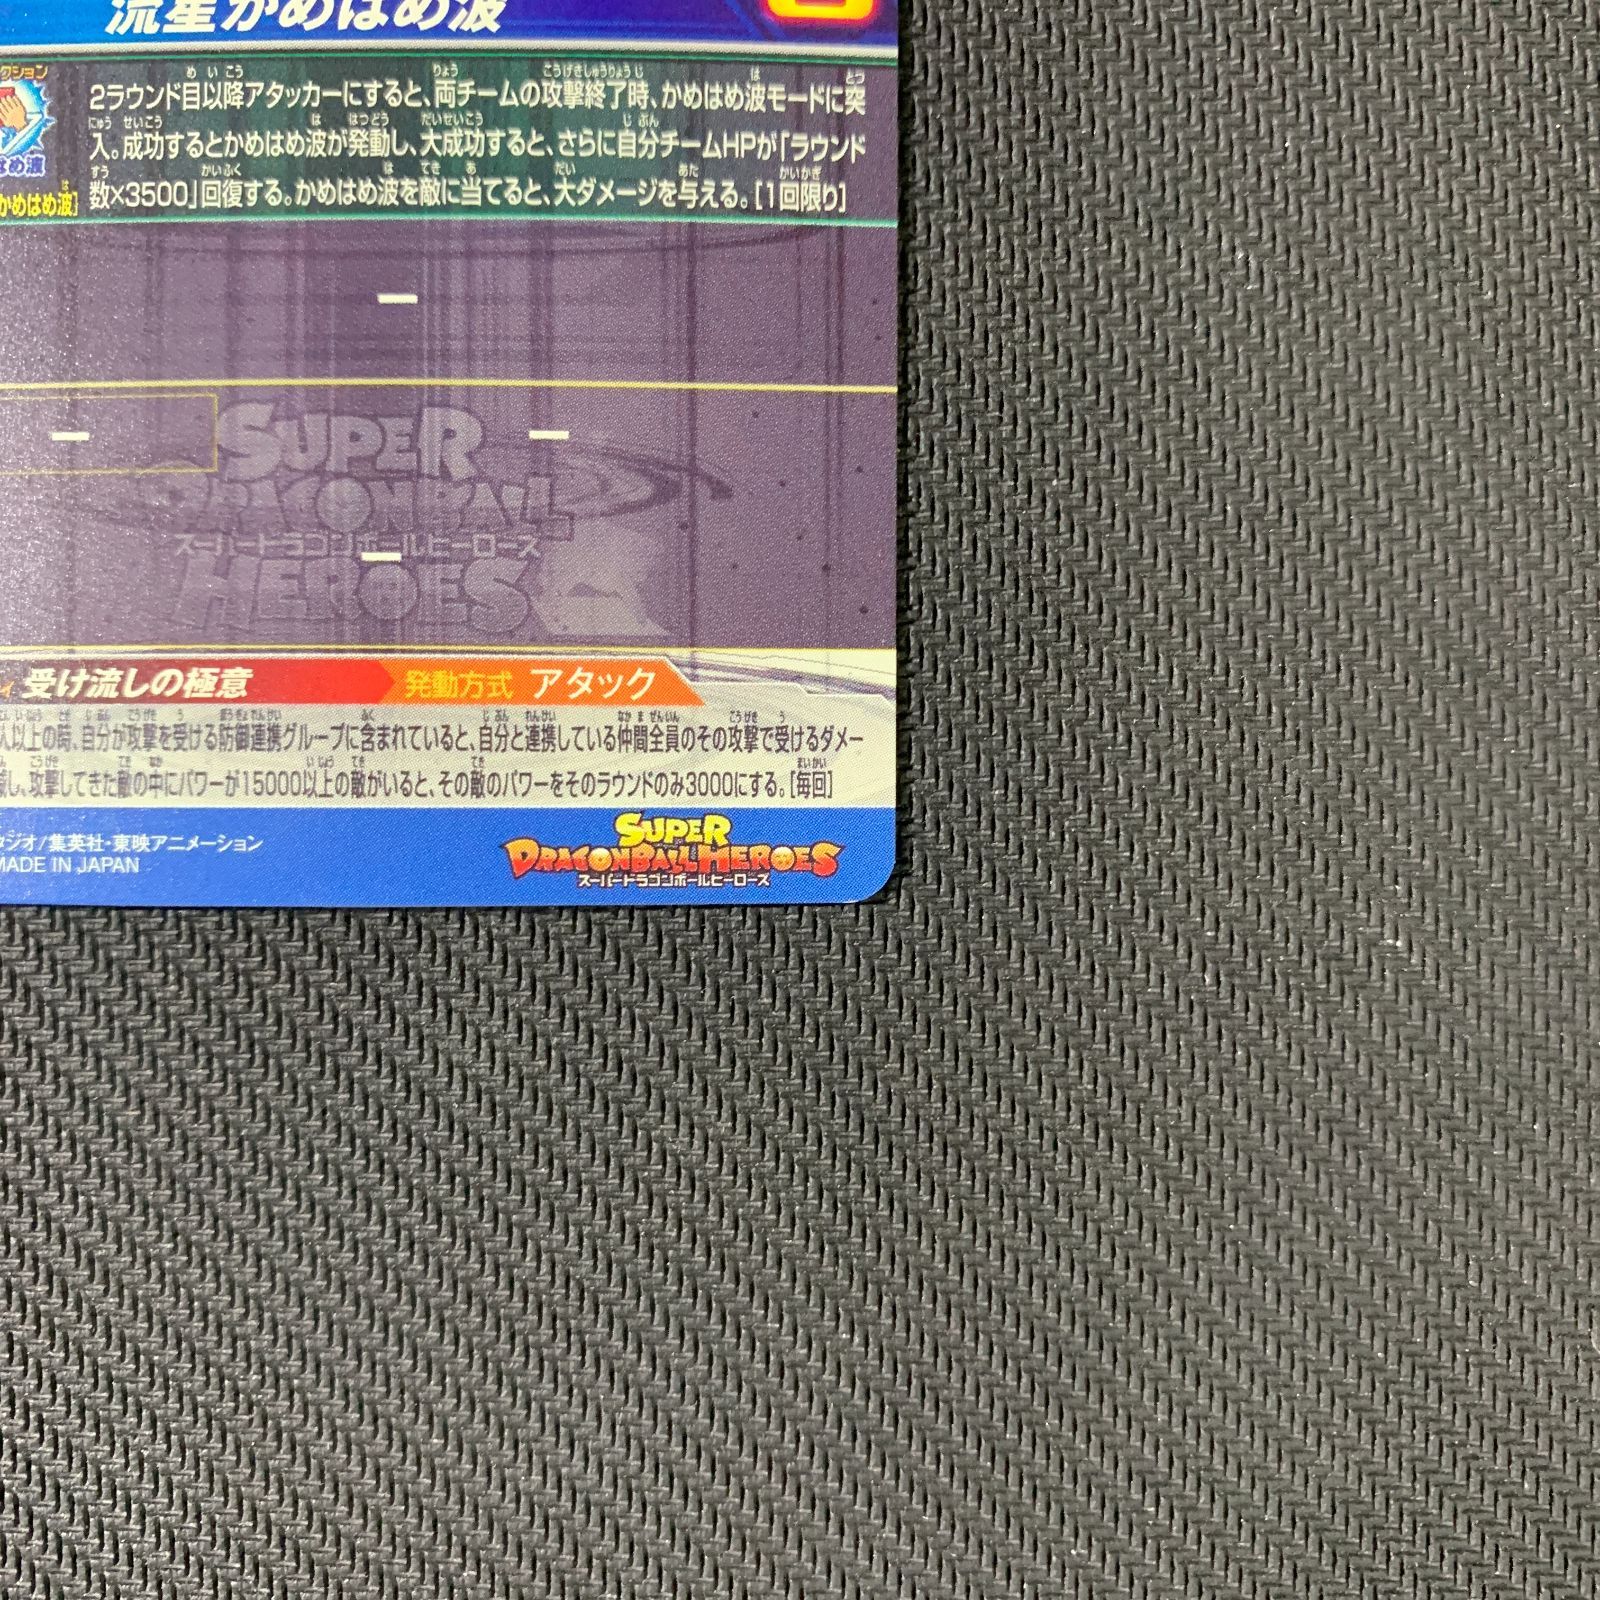 流星かめはめ波
クション
2ラウンド目以降アタッカーにすると、両チームの攻撃終了時、かめはめ波モードに突
入。成功するとかめはめ波が発動し、大成功すると、さらに自分チームHPが「ラウンド
はめ波
数×3500」回復する。かめはめ波を敵に当てると、大ダメージを与える。[1回限り]
かめはめ波]
SUPER
DRAGONBALL
スーパードラゴンボールヒーローズ
HEROES
ィ 受け流しの極意 発動方式 アタック
人以上の時、自分が攻撃を受ける防御連携グループに含まれていると、自分と連携している仲間全員のその攻撃で受けるダメー
減し、攻撃してきた敵の中にパワーが15000以上の敵がいると、その敵のパワーをそのラウンドのみ3000にする。[毎回]
タジオ/集英社・東映アニメーション
MADE IN JAPAN
SUPER
DRAGONBALL HEROES
スーパードラゴンボールヒーローズ